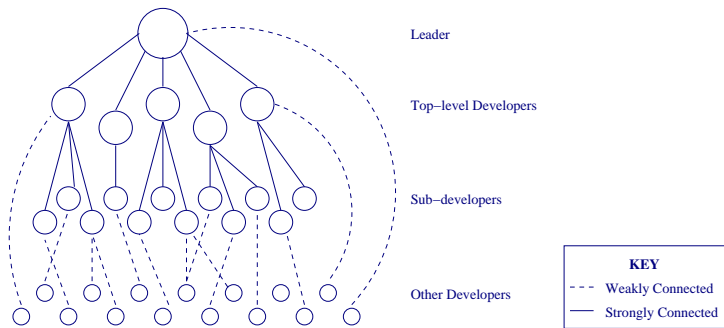 Leader
Top−level Developers
Sub−developers
Other Developers
KEY
Weakly Connected
Strongly Connected